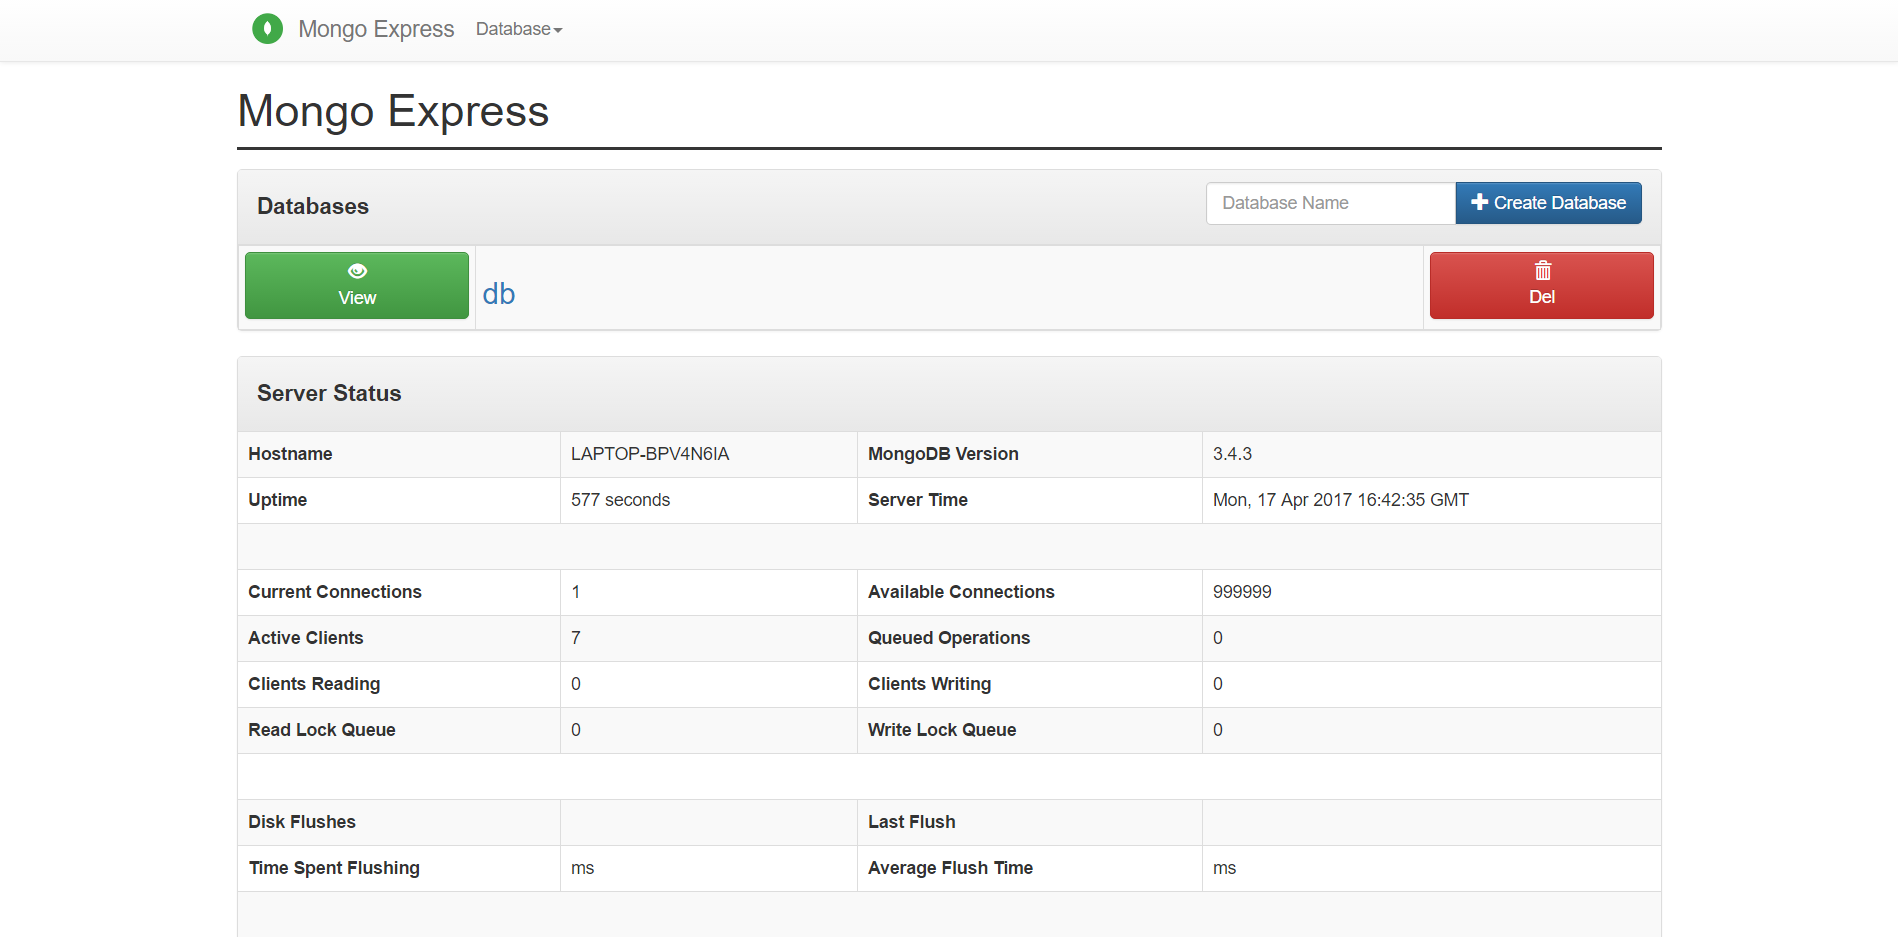 Mongo Express Database
Mongo Express
Databases Database Name Create Database
View db Del
Server Status
Hostname LAPTOP-BPV4N6IA MongoDB Version 3.4.3
Uptime 577 seconds Server Time Mon, 17 Apr 2017 16:42:35 GMT
Current Connections 1 Available Connections 999999
Active Clients 7 Queued Operations 0
Clients Reading 0 Clients Writing 0
Read Lock Queue 0 Write Lock Queue 0
Disk Flushes Last Flush
Time Spent Flushing ms Average Flush Time ms